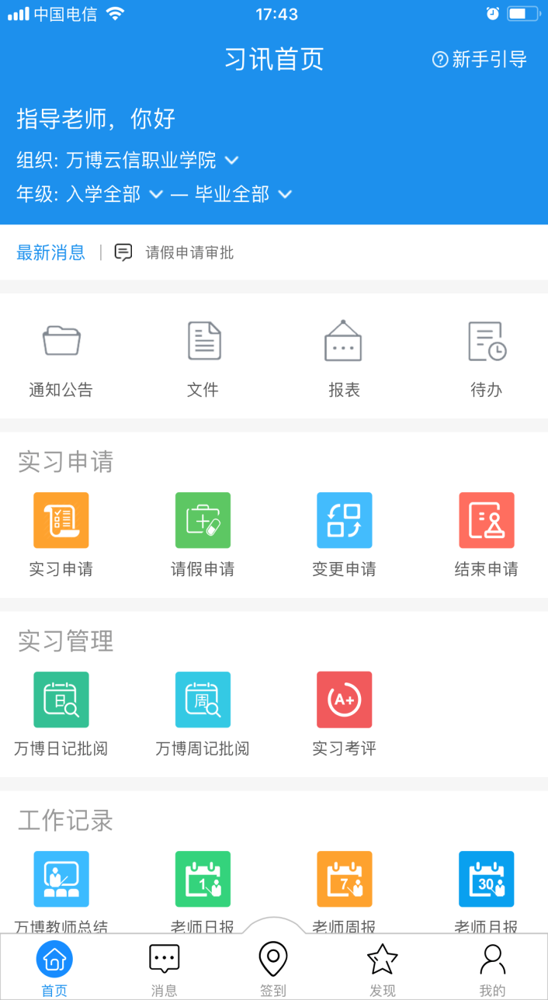 中国电信 17:43
习讯首页 新手引导
指导老师，你好
组织: 万博云信职业学院
年级: 入学全部 — 毕业全部
最新消息 | 请假申请审批
通知公告 文件 报表 待办
实习申请
实习申请 请假申请 变更申请 结束申请
实习管理
日 周 A+
万博日记批阅 万博周记批阅 实习考评
工作记录
1 7 30
万博教师总结 老师日报 老师周报 老师月报
首页 消息 签到 发现 我的